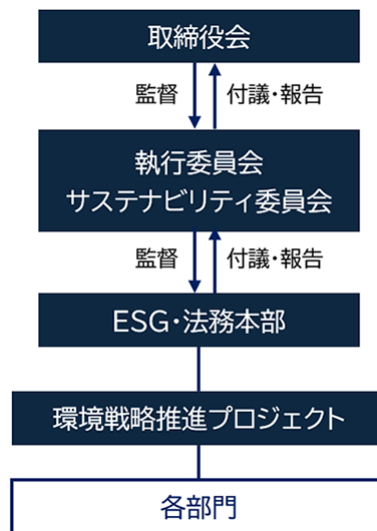 取締役会
監督 付議・報告
執行委員会
サステナビリティ委員会
監督 付議・報告
ESG・法務本部
環境戦略推進プロジェクト
各部門